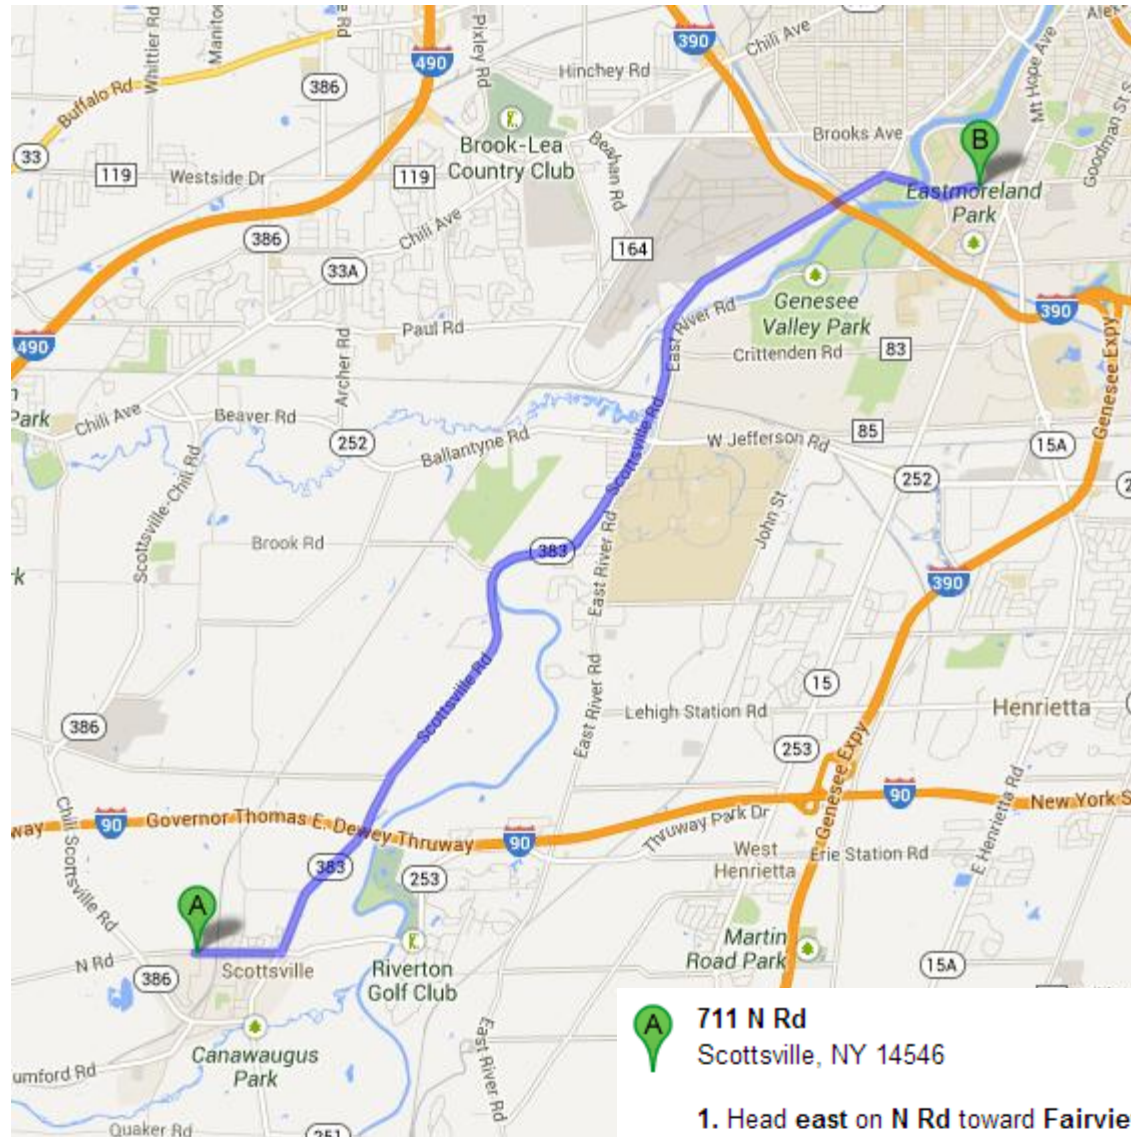 Whittier Rd
Manito
Pixley Rd
490
390
Chili Ave
Mt Hope Ave
Goodman St S
Hinchey Rd
386
Buffalo Rd
Brook-Lea
Country Club
Beahan Rd
Brooks Ave
B
33
119
Westside Dr
119
Eastmoreland
Park
Chili Ave
386
164
33A
Genesee
Valley Park
390
490
Paul Rd
East River Rd
Crittenden Rd
83
Archer Rd
Genesee Expy
Park
Chili Ave
Beaver Rd
252
Ballantyne Rd
Scottsville Rd
W Jefferson Rd
85
15A
252
Scottsville-Chili Rd
John St
Brook Rd
383
East River Rd
390
Scottsville Rd
East River Rd
15
Lehigh Station Rd
Henrietta
386
253
Genesee Expy
Chili Scottsville Rd
way
90
Governor Thomas E. Dewey Thruway
90
Thruway Park Dr
90
New York S
E Henrietta Rd
383
253
West
Henrietta
Erie Station Rd
A
N Rd
386
Scottsville
Riverton
Golf Club
Martin
Road Park
15A
Canawaugus
Park
East River Rd
umford Rd
Quaker Rd
251
A
711 N Rd
Scottsville, NY 14546
1. Head east on N Rd toward Fairvie